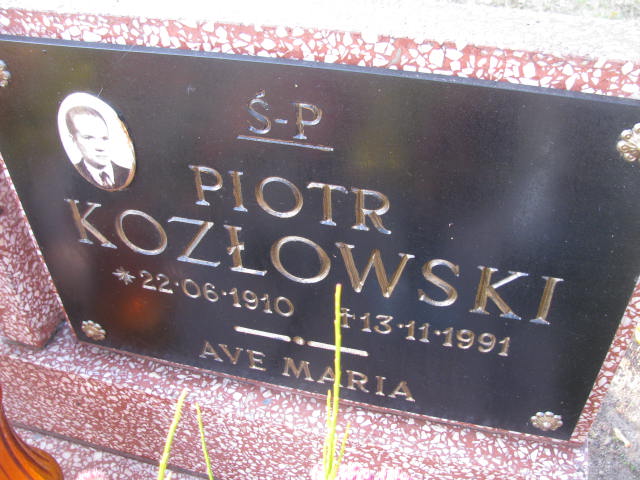 Ś-P
PIOTR
KOZŁOWSKI
*22·06·1910 †13·11·1991
AVE MARIA